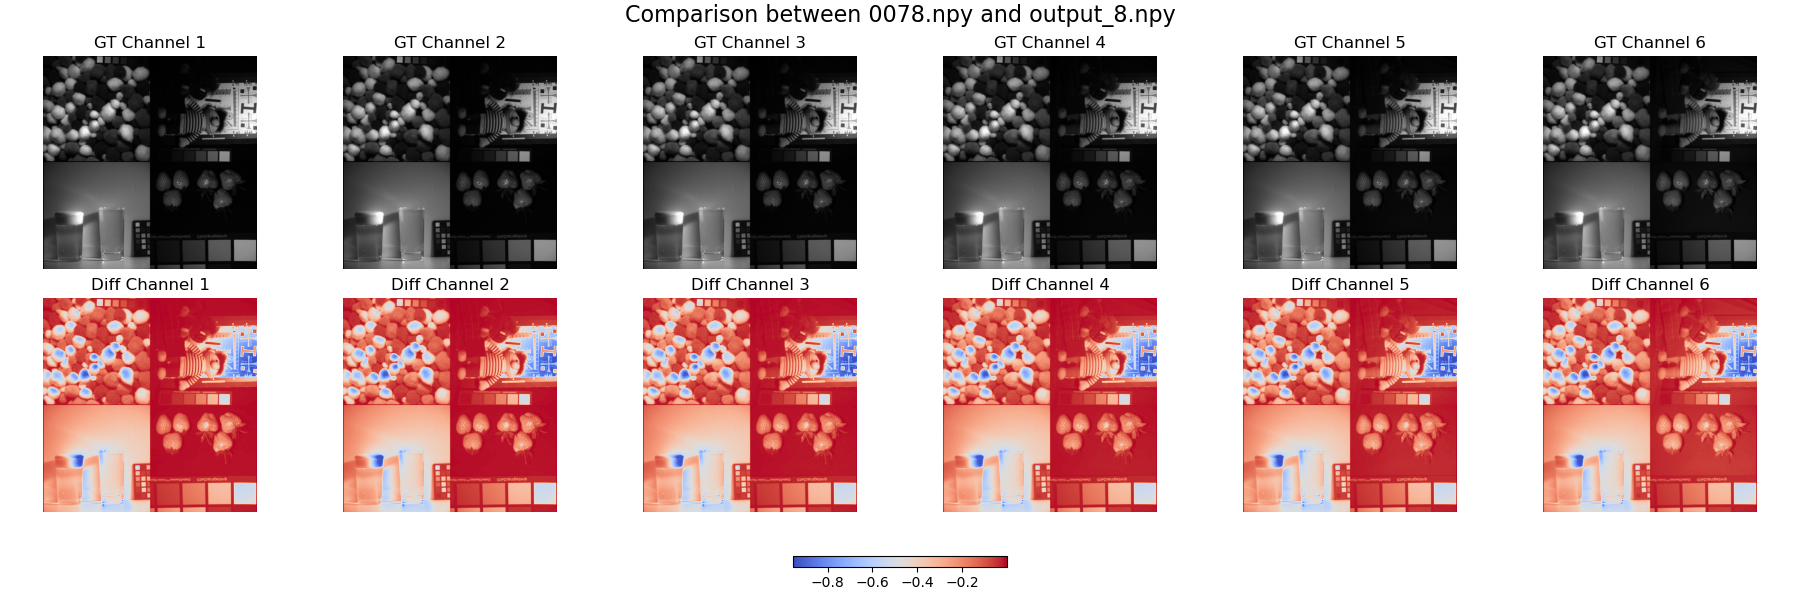 Comparison between 0078.npy and output_8.npy
GT Channel 1
GT Channel 2
GT Channel 3
GT Channel 4
GT Channel 5
GT Channel 6
Diff Channel 1
Diff Channel 2
Diff Channel 3
Diff Channel 4
Diff Channel 5
Diff Channel 6
−0.8 −0.6 −0.4 −0.2